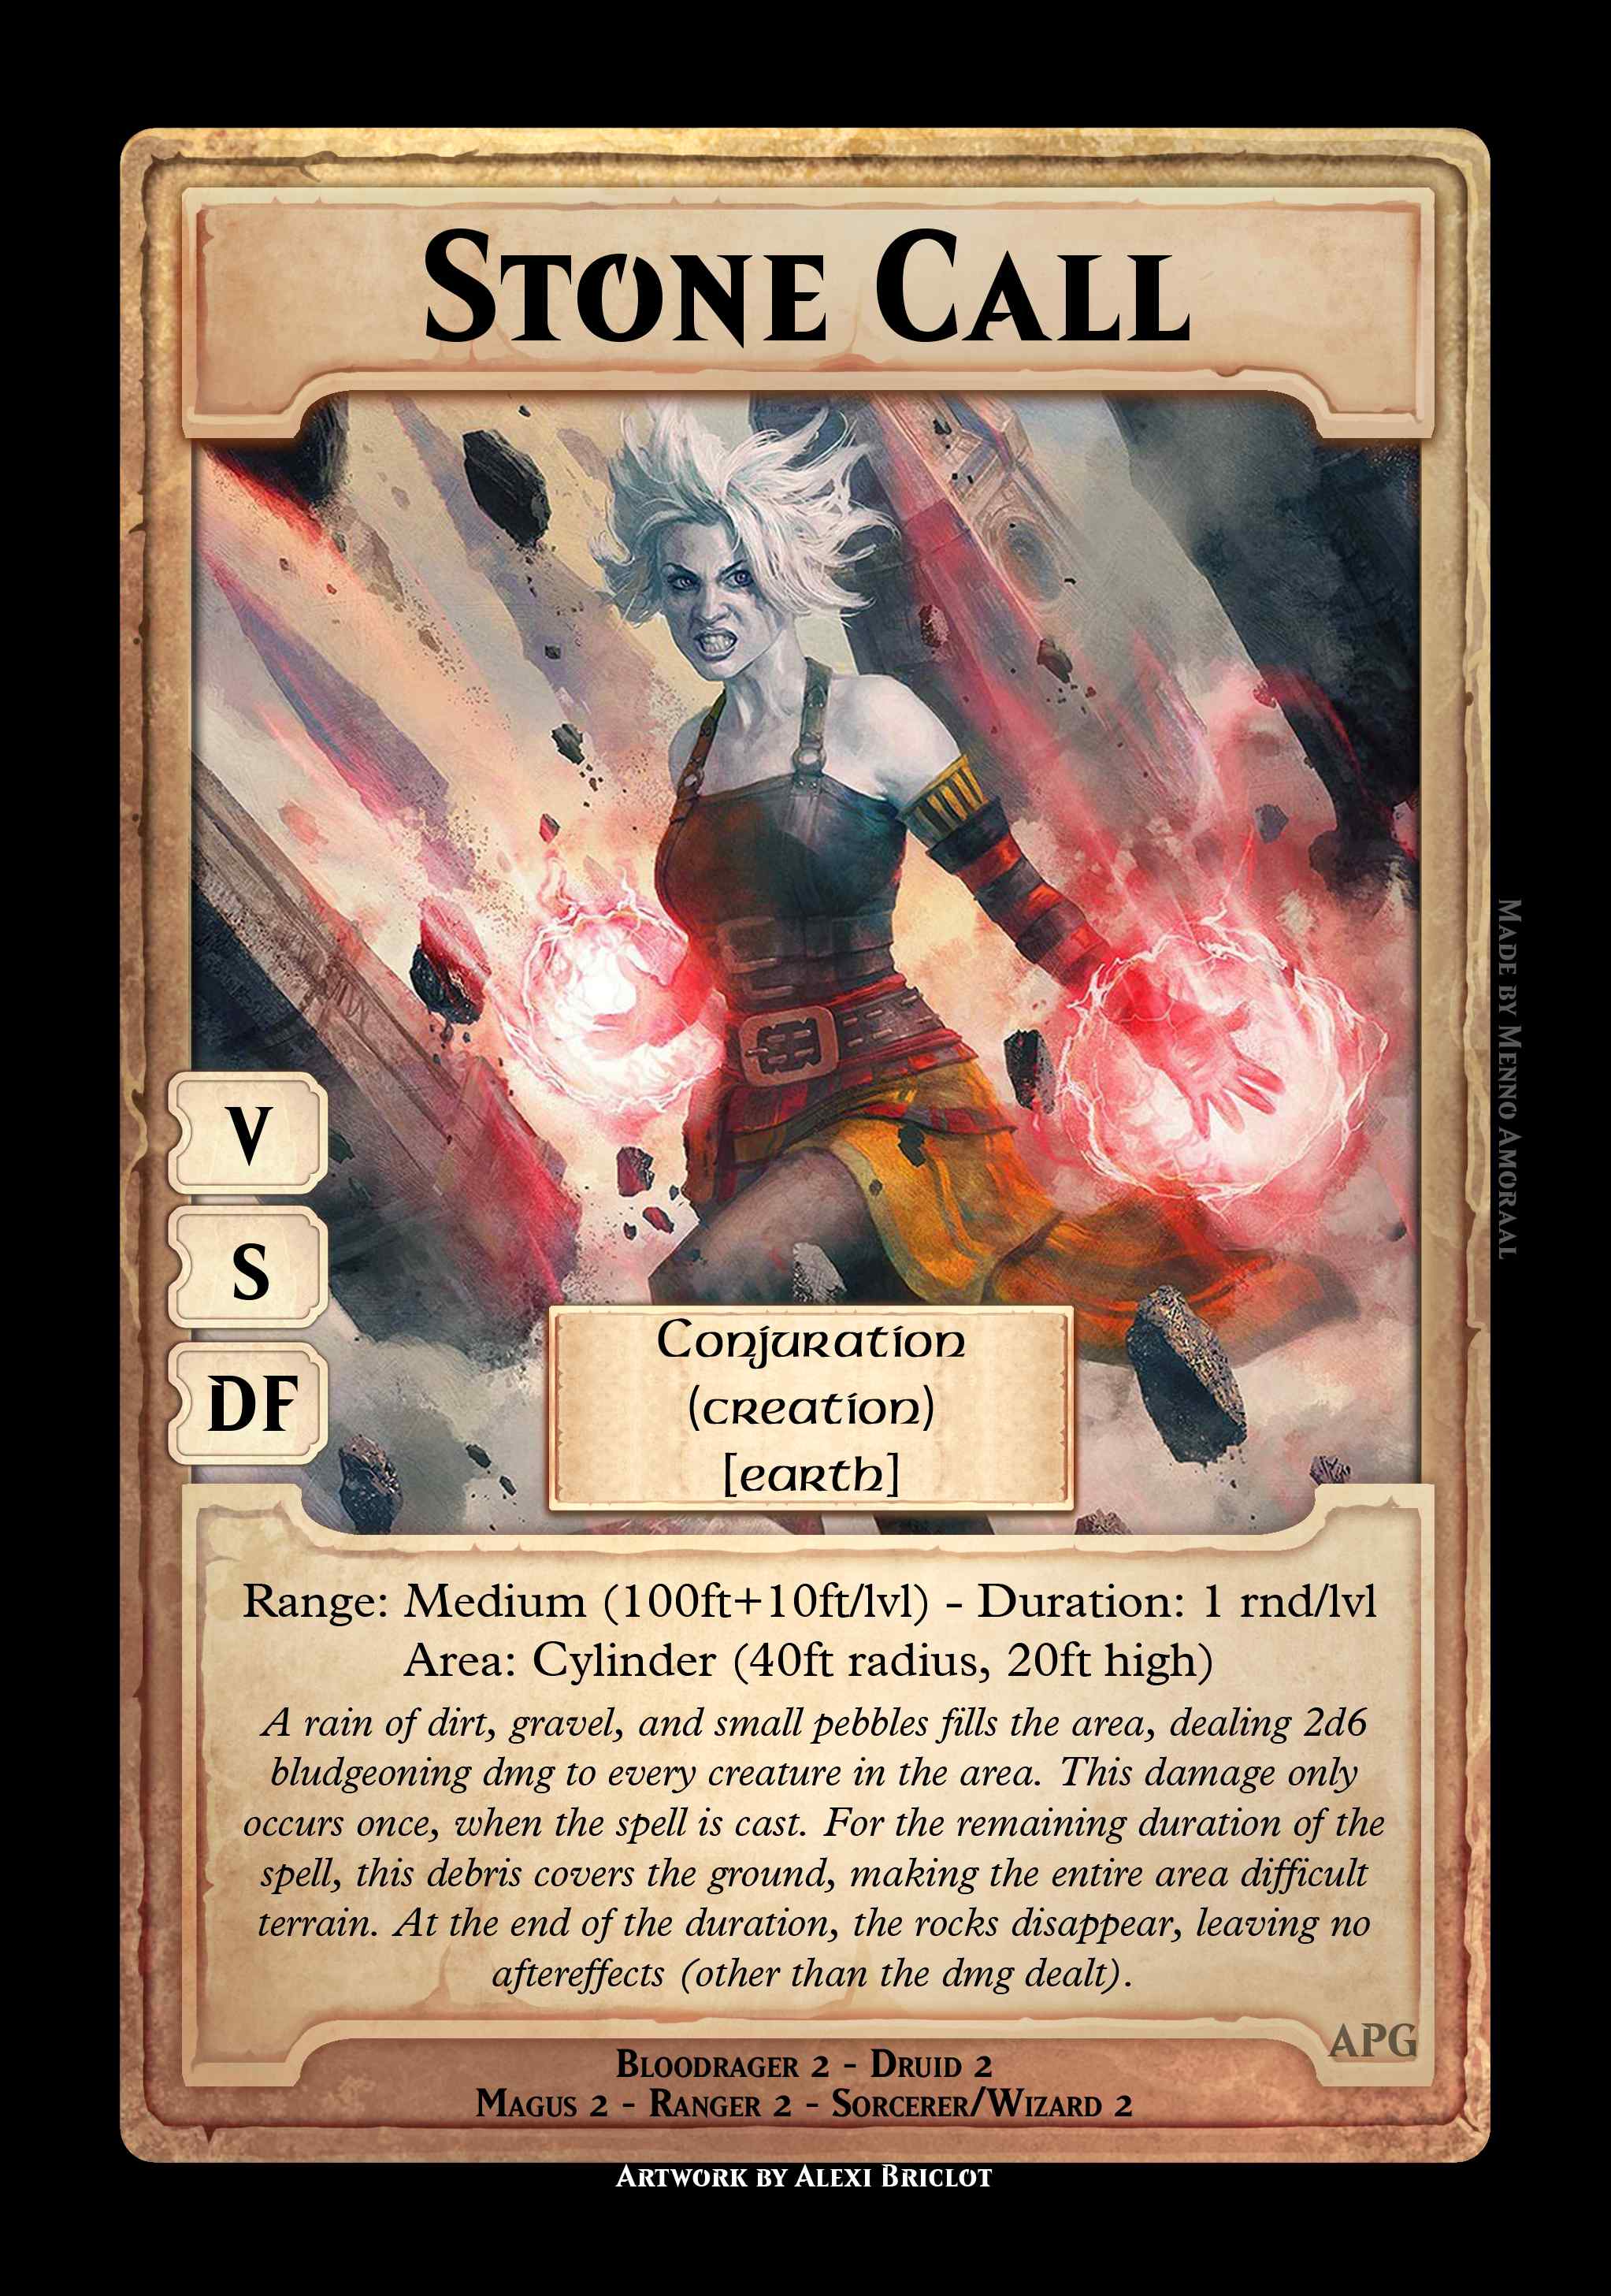 Stone Call
V
S
DF
Conjuration
(creation)
[earth]
Range: Medium (100ft+10ft/lvl) - Duration: 1 rnd/lvl
Area: Cylinder (40ft radius, 20ft high)
A rain of dirt, gravel, and small pebbles fills the area, dealing 2d6
bludgeoning dmg to every creature in the area. This damage only
occurs once, when the spell is cast. For the remaining duration of the
spell, this debris covers the ground, making the entire area difficult
terrain. At the end of the duration, the rocks disappear, leaving no
aftereffects (other than the dmg dealt).
APG
Bloodrager 2 - Druid 2
Magus 2 - Ranger 2 - Sorcerer/Wizard 2
Artwork by Alexi Briclot
Made by Menno Amoraal